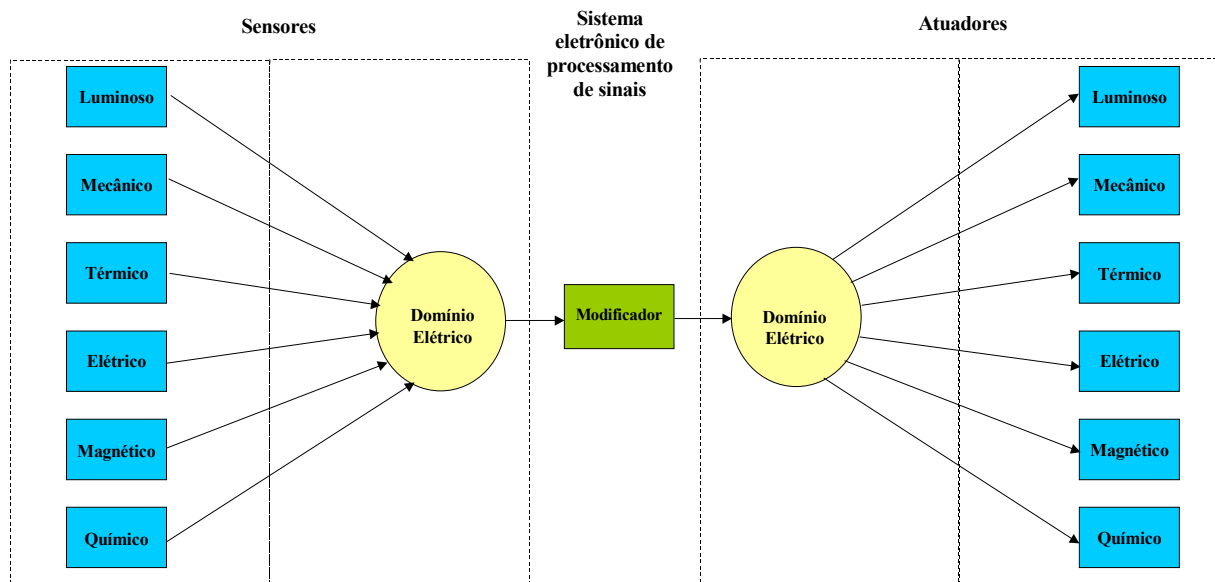 Sensores
Sistema
eletrônico de
processamento
de sinais
Atuadores
Luminoso
Mecânico
Térmico
Elétrico
Magnético
Químico
Domínio
Elétrico
Modificador
Domínio
Elétrico
Luminoso
Mecânico
Térmico
Elétrico
Magnético
Químico